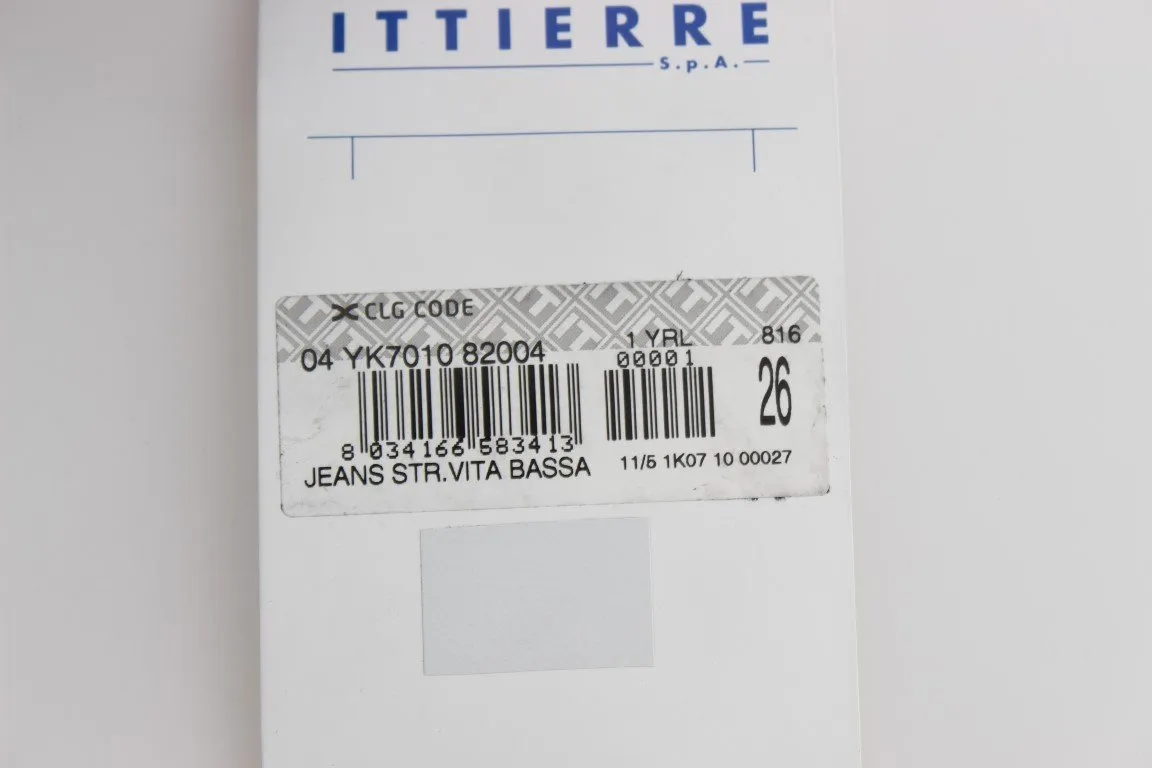 ITTIERRE
S.p.A.
CLG CODE
04 YK7010 82004
1 YRL
816
00001
26
8 034166 583413
JEANS STR.VITA BASSA
11/5 1K07 10 00027